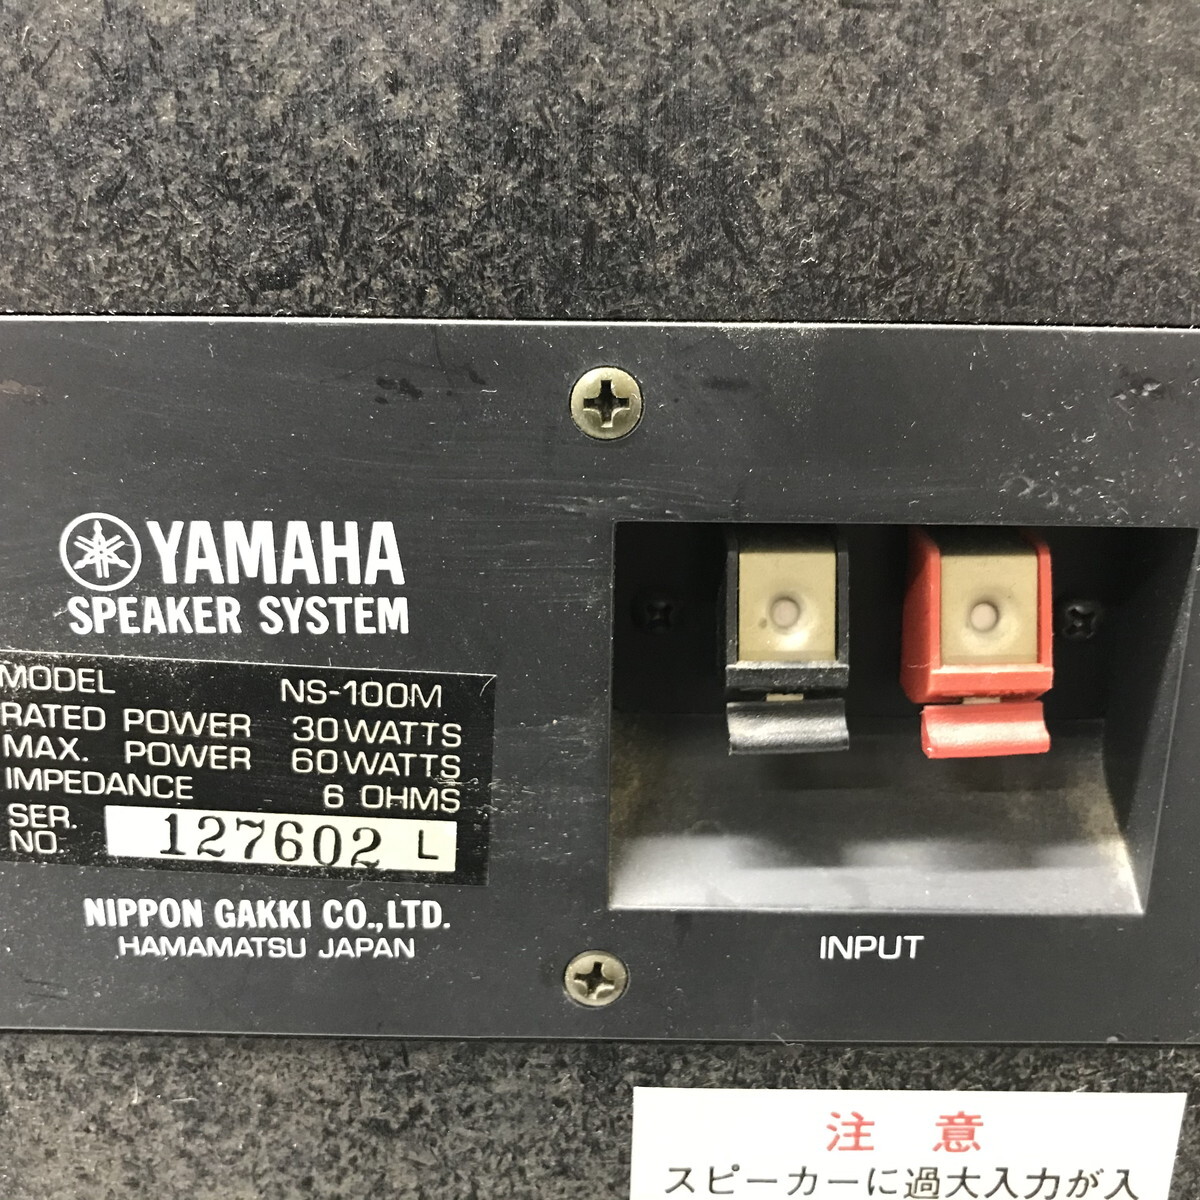 YAMAHA
SPEAKER SYSTEM
MODEL NS-100M
RATED POWER 30 WATTS
MAX. POWER 60 WATTS
IMPEDANCE 6 OHMS
SER. NO. 127602 L
NIPPON GAKKI CO.,LTD.
HAMAMATSU JAPAN
INPUT
注 意
スピーカーに過大入力が入